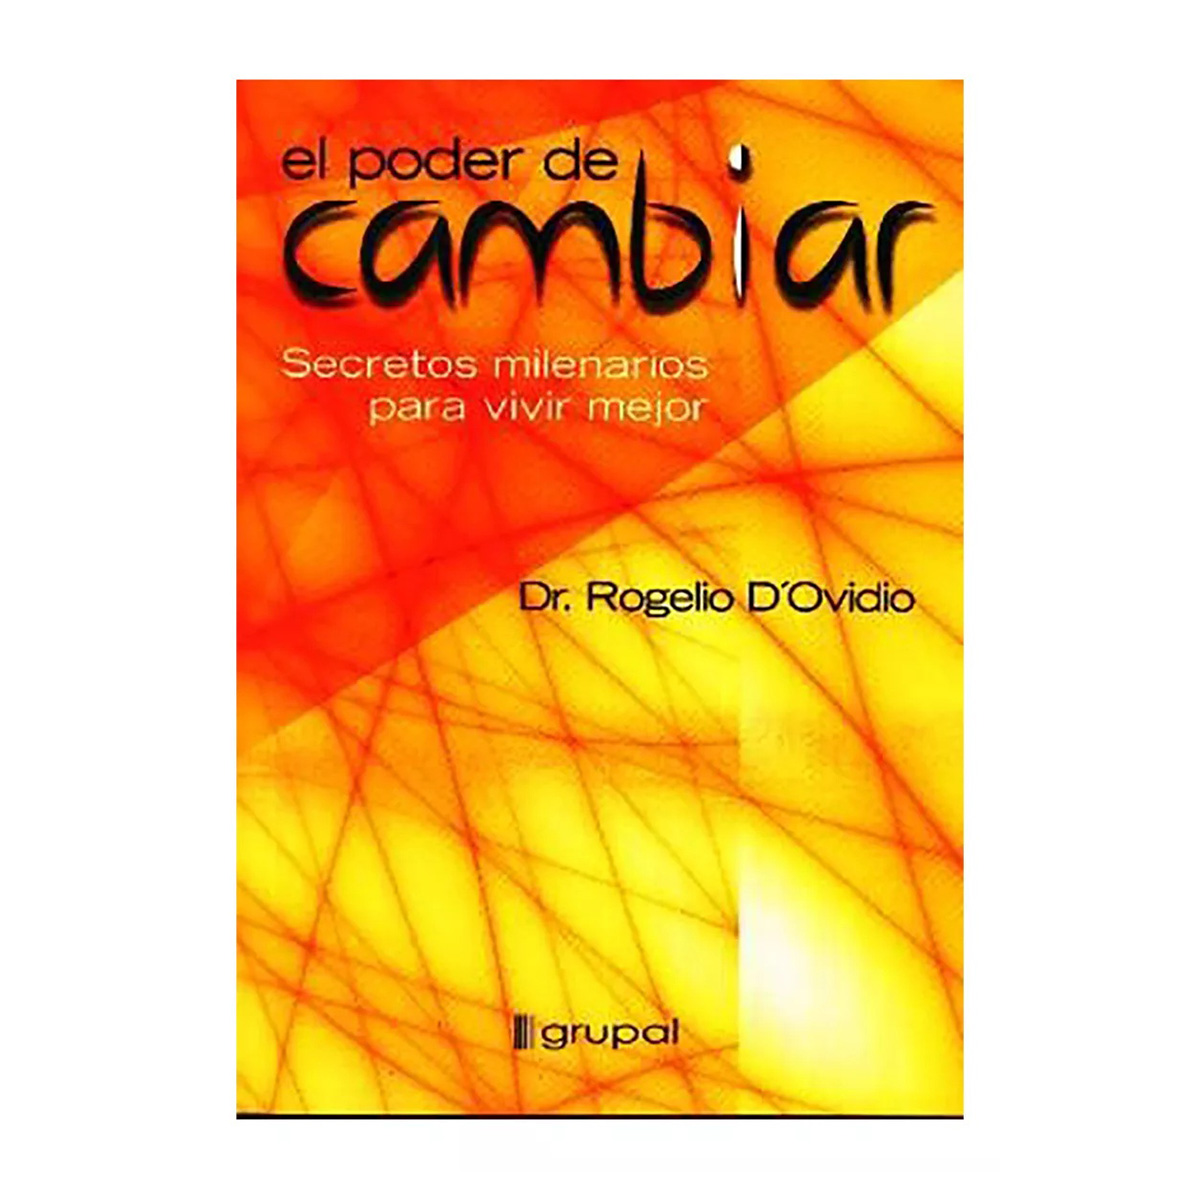 el poder de
cambiar
Secretos milenarios
para vivir mejor
Dr. Rogelio D´Ovidio
grupal